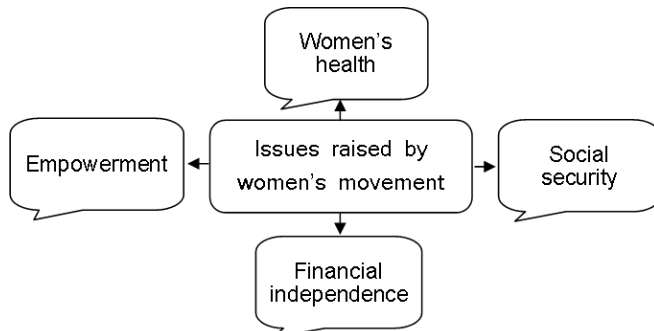 Women's
health
Empowerment
Issues raised by
women's movement
Social
security
Financial
independence